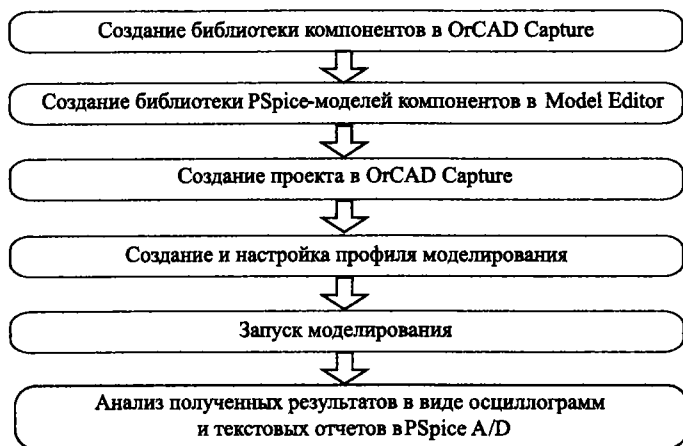 Создание библиотеки компонентов в OrCAD Capture
Создание библиотеки PSpice-моделей компонентов в Model Editor
Создание проекта в OrCAD Capture
Создание и настройка профиля моделирования
Запуск моделирования
Анализ полученных результатов в виде осциллограмм
и текстовых отчетов вPSpice A/D